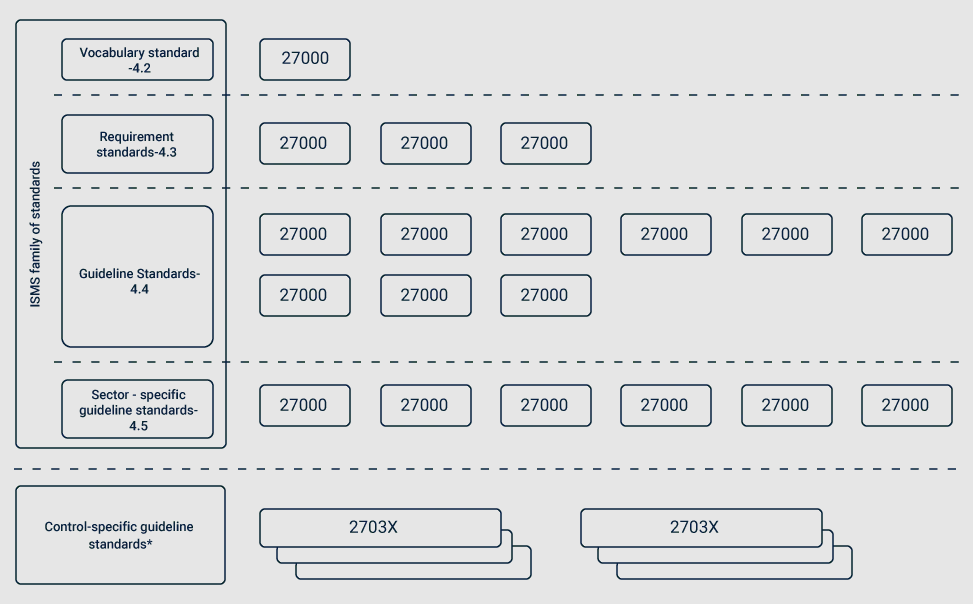 ISMS family of standards
Vocabulary standard
-4.2
27000
Requirement
standards-4.3
27000 27000 27000
Guideline Standards-
4.4
27000 27000 27000 27000 27000 27000
27000 27000 27000
Sector - specific
guideline standards-
4.5
27000 27000 27000 27000 27000 27000
Control-specific guideline
standards*
2703X 2703X